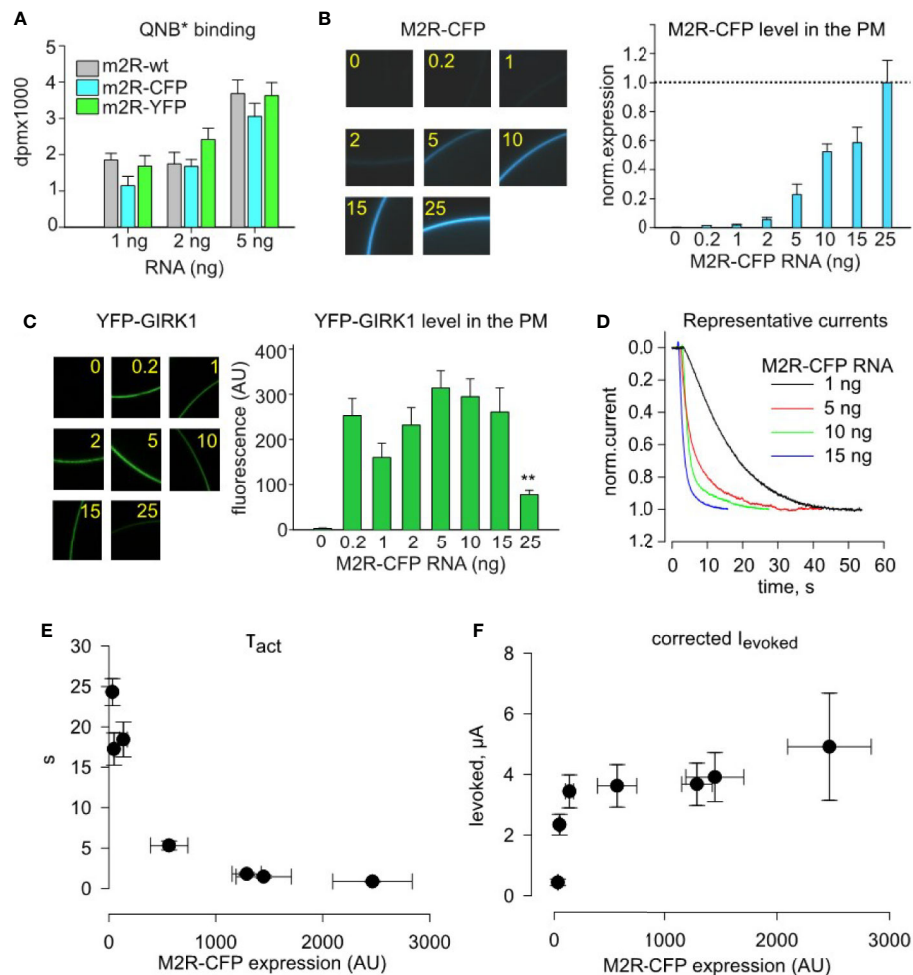 A
QNB* binding
dpmx1000
5
4
3
2
1
0
m2R-wt
m2R-CFP
m2R-YFP
1 ng 2 ng 5 ng
RNA (ng)
B
M2R-CFP
0 0.2 1
2 5 10
15 25
M2R-CFP level in the PM
norm.expression
1.4
1.2
1.0
0.8
0.6
0.4
0.2
0
0 0.2 1 2 5 10 15 25
M2R-CFP RNA (ng)
C
YFP-GIRK1
0 0.2 1
2 5 10
15 25
YFP-GIRK1 level in the PM
fluorescence (AU)
400
300
200
100
0
**
0 0.2 1 2 5 10 15 25
M2R-CFP RNA (ng)
D
Representative currents
norm.current
0.0
0.2
0.4
0.6
0.8
1.0
1.2
M2R-CFP RNA
1 ng
5 ng
10 ng
15 ng
0 10 20 30 40 50 60
time, s
E
τact
s
30
25
20
15
10
5
0
0 1000 2000 3000
M2R-CFP expression (AU)
F
corrected Ievoked
Ievoked, µA
8
6
4
2
0
0 1000 2000 3000
M2R-CFP expression (AU)